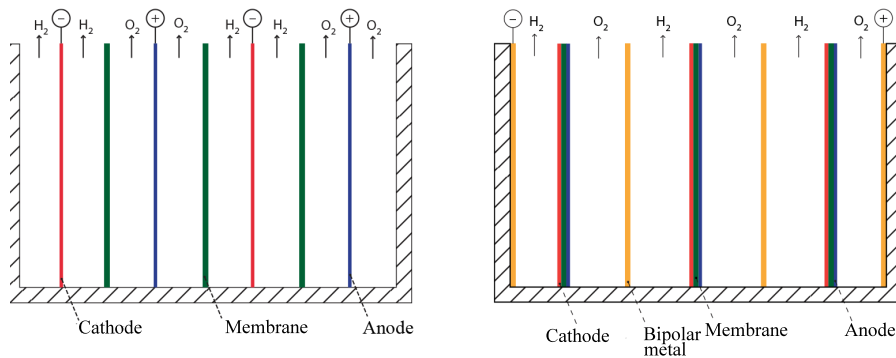 − H₂ H₂ O₂ + O₂ H₂ − H₂ O₂ + O₂
Cathode Membrane Anode
− H₂ O₂ H₂ O₂ H₂ O₂ +
Cathode Bipolar metal Membrane Anode